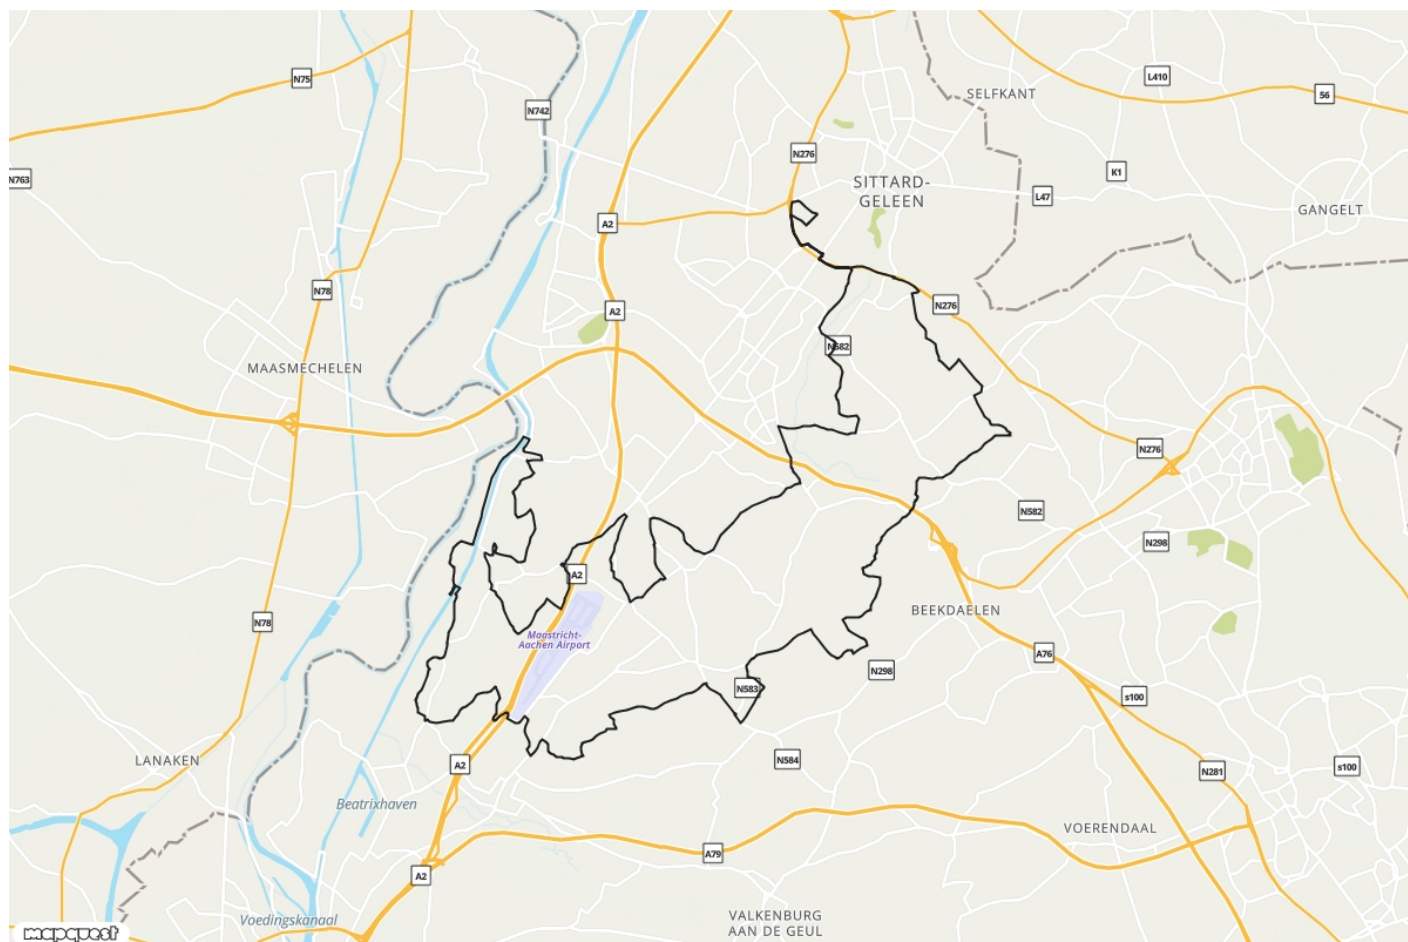 N75
L410
SELFKANT
56
N742
N276
K1
N763
SITTARD-
GELEEN
L47
GANGELT
A2
N78
A2
N276
N582
MAASMECHELEN
N276
N582
N298
A2
Maastricht-
Aachen Airport
BEEKDAELEN
N78
A76
N298
N583
s100
LANAKEN
A2
N584
s100
N281
Beatrixhaven
VOERENDAAL
A79
A2
Voedingskanaal
VALKENBURG
AAN DE GEUL
mapquest